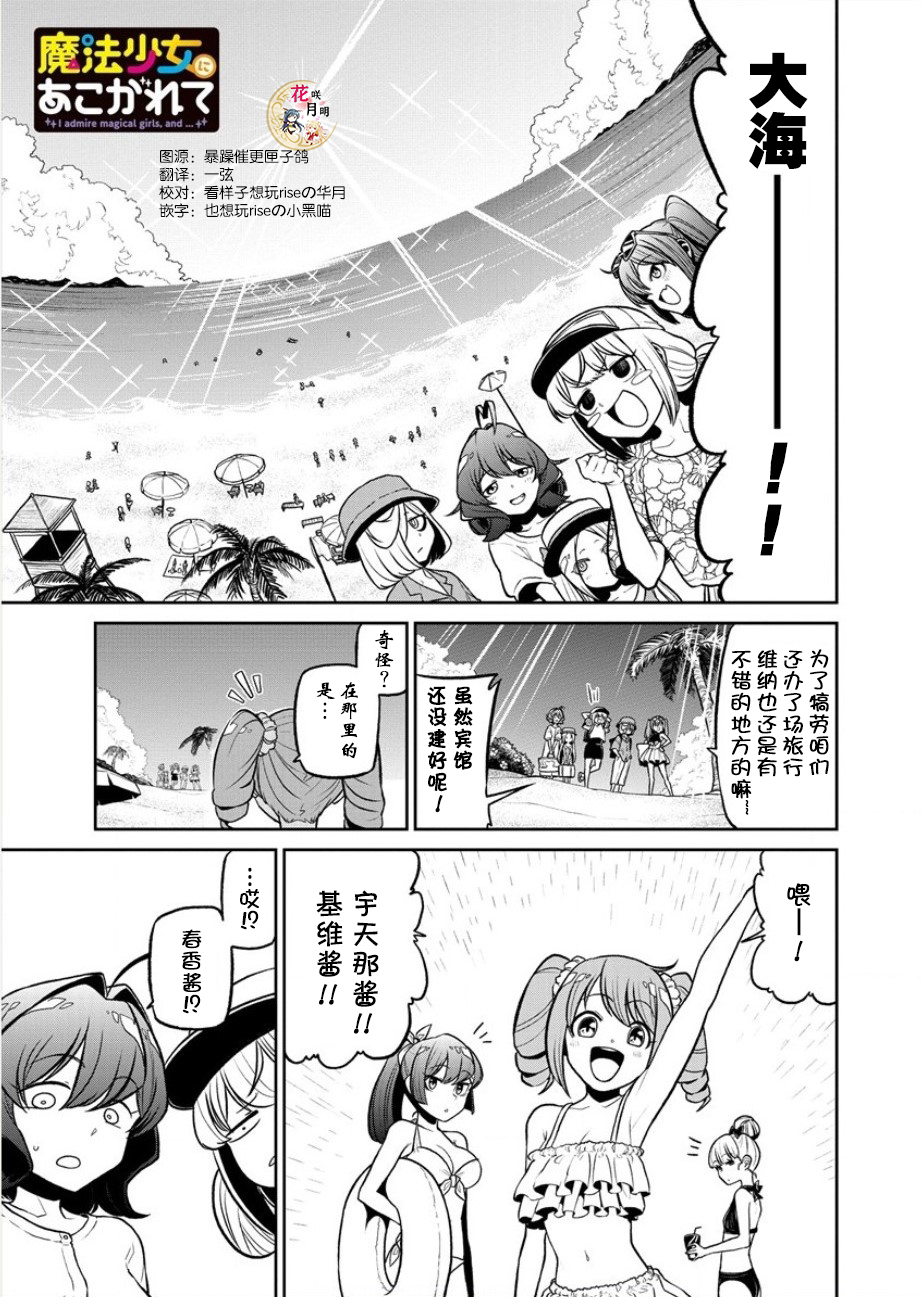 魔法少女に
あこがれて
I admire magical girls, and ...
花咲
月明
图源：暴躁催更匣子鸽
翻译：一弦
校对：看样子想玩riseの华月
嵌字：也想玩riseの小黑喵
大海——！！
为了犒劳咱们
还办了场旅行
维纳也还是有
不错的地方的嘛~
虽然宾馆
还没建好呢！
奇怪？
在那里的
是…
喂—！
宇天那酱！！
基维酱！！
…哎!?
春香酱!?